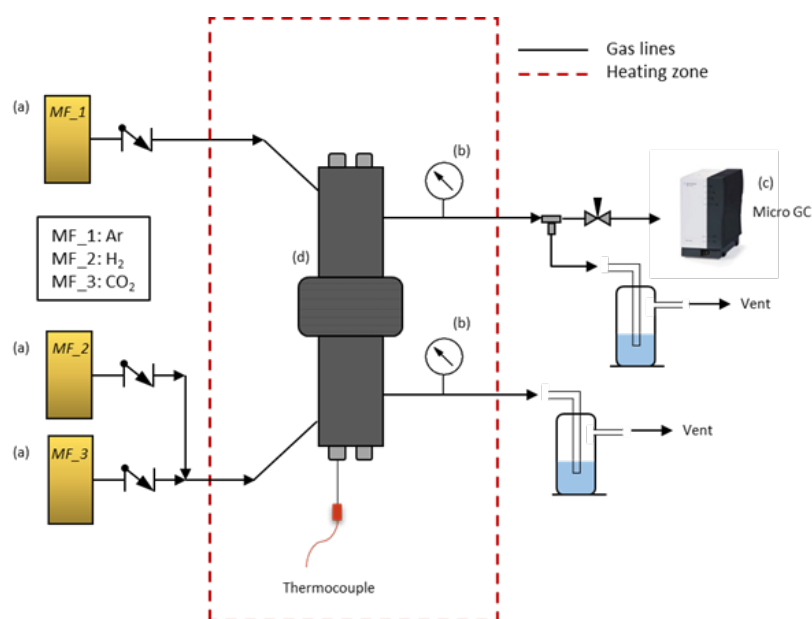 Gas lines
Heating zone
(a)
MF_1
(b)
(c)
Micro GC
MF_1: Ar
MF_2: H₂
MF_3: CO₂
(d)
Vent
(a)
MF_2
(b)
(a)
MF_3
Vent
Thermocouple